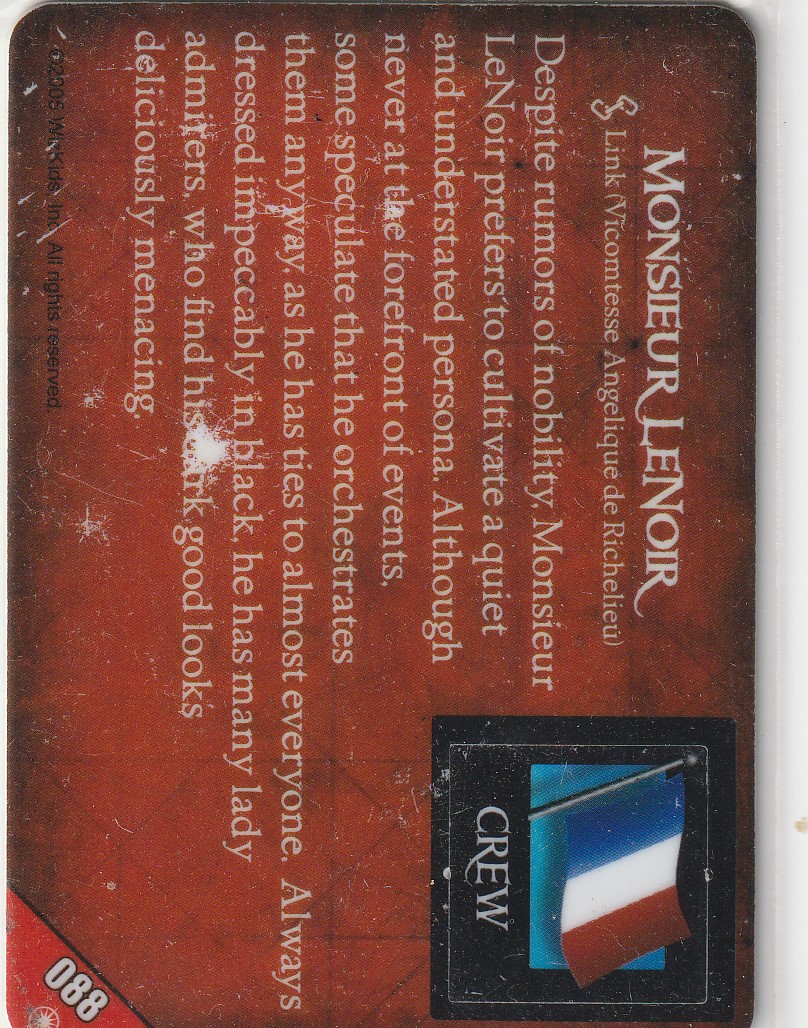 MONSIEUR LENOIR
Link (Vicomtesse Angelique de Richelieu)
Despite rumors of nobility, Monsieur
LeNoir prefers to cultivate a quiet
and understated persona. Although
never at the forefront of events,
some speculate that he orchestrates
them anyway, as he has ties to almost everyone. Always
dressed impeccably in black, he has many lady
admirers, who find his dark good looks
deliciously menacing.
©2005 WizKids, Inc. All rights reserved.
CREW
088